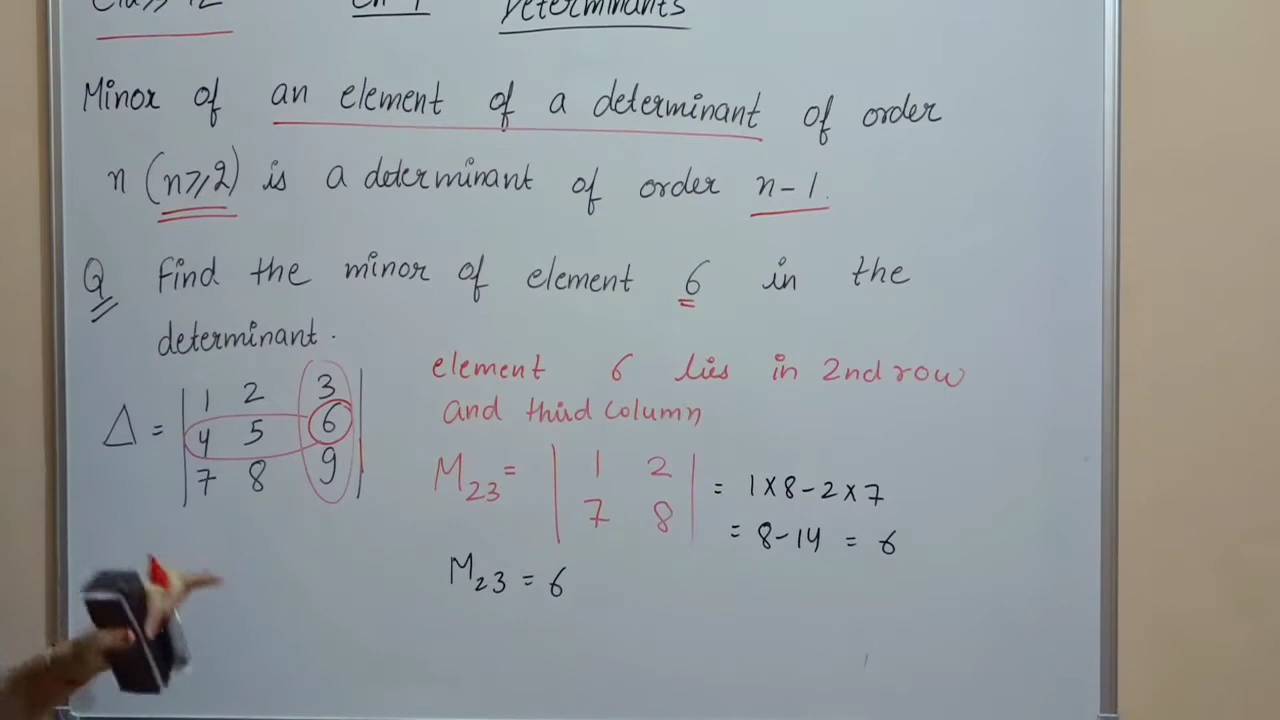 Determinants
Minor of an element of a determinant of order
n (n≥2) is a determinant of order n-1.
Q Find the minor of element 6 in the
determinant.
element 6 lies in 2nd row
and third column
Δ = | 1 2 3 |
| 4 5 6 |
| 7 8 9 |
M23 = | 1 2 |
| 7 8 |
= 1×8-2×7
= 8-14 = 6
M23 = 6